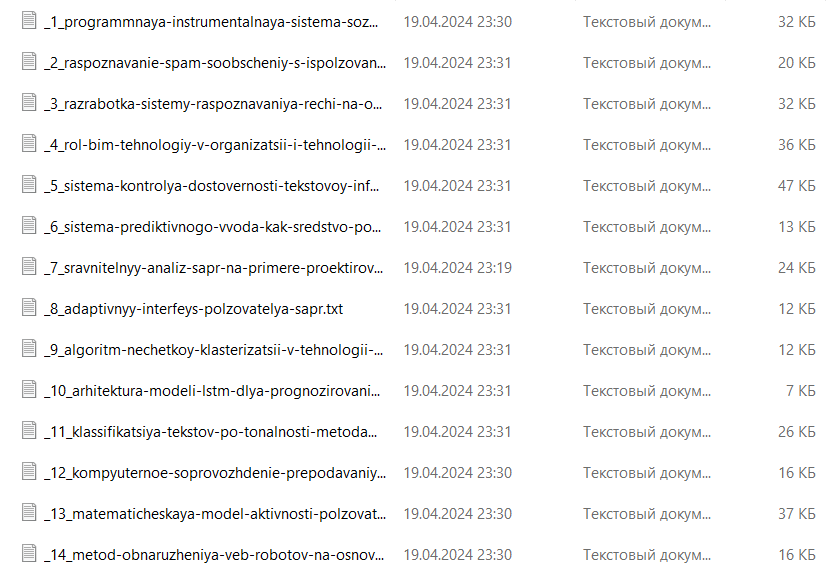 _1_programmnaya-instrumentalnaya-sistema-soz... 19.04.2024 23:30 Текстовый докум... 32 КБ
_2_raspoznavanie-spam-soobscheniy-s-ispolzovan... 19.04.2024 23:31 Текстовый докум... 20 КБ
_3_razrabotka-sistemy-raspoznavaniya-rechi-na-o... 19.04.2024 23:31 Текстовый докум... 32 КБ
_4_rol-bim-tehnologiy-v-organizatsii-i-tehnologii-... 19.04.2024 23:31 Текстовый докум... 36 КБ
_5_sistema-kontrolya-dostovernosti-tekstovoy-inf... 19.04.2024 23:31 Текстовый докум... 47 КБ
_6_sistema-prediktivnogo-vvoda-kak-sredstvo-po... 19.04.2024 23:31 Текстовый докум... 13 КБ
_7_sravnitelnyy-analiz-sapr-na-primere-proektirov... 19.04.2024 23:19 Текстовый докум... 24 КБ
_8_adaptivnyy-interfeys-polzovatelya-sapr.txt 19.04.2024 23:31 Текстовый докум... 12 КБ
_9_algoritm-nechetkoy-klasterizatsii-v-tehnologii-... 19.04.2024 23:31 Текстовый докум... 12 КБ
_10_arhitektura-modeli-lstm-dlya-prognozirovani... 19.04.2024 23:31 Текстовый докум... 7 КБ
_11_klassifikatsiya-tekstov-po-tonalnosti-metoda... 19.04.2024 23:31 Текстовый докум... 26 КБ
_12_kompyuternoe-soprovozhdenie-prepodavaniy... 19.04.2024 23:30 Текстовый докум... 16 КБ
_13_matematicheskaya-model-aktivnosti-polzovat... 19.04.2024 23:30 Текстовый докум... 37 КБ
_14_metod-obnaruzheniya-veb-robotov-na-osnov... 19.04.2024 23:30 Текстовый докум... 16 КБ